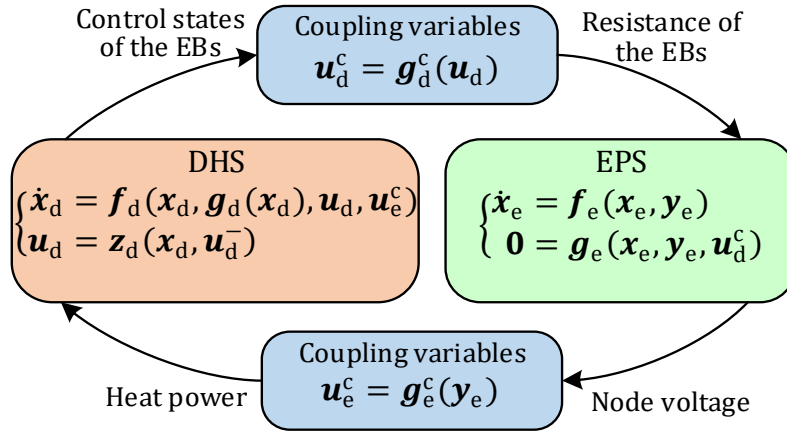 Control states
of the EBs
Coupling variables
𝒖_d^c = 𝒈_d^c(𝒖_d)
Resistance of
the EBs
DHS
{ẋ_d = 𝒇_d(𝒙_d, 𝒈_d(𝒙_d), 𝒖_d, 𝒖_e^c)
𝒖_d = 𝒛_d(𝒙_d, 𝒖_d^−)
EPS
{ẋ_e = 𝒇_e(𝒙_e, 𝒚_e)
𝟎 = 𝒈_e(𝒙_e, 𝒚_e, 𝒖_d^c)
Heat power
Coupling variables
𝒖_e^c = 𝒈_e^c(𝒚_e)
Node voltage